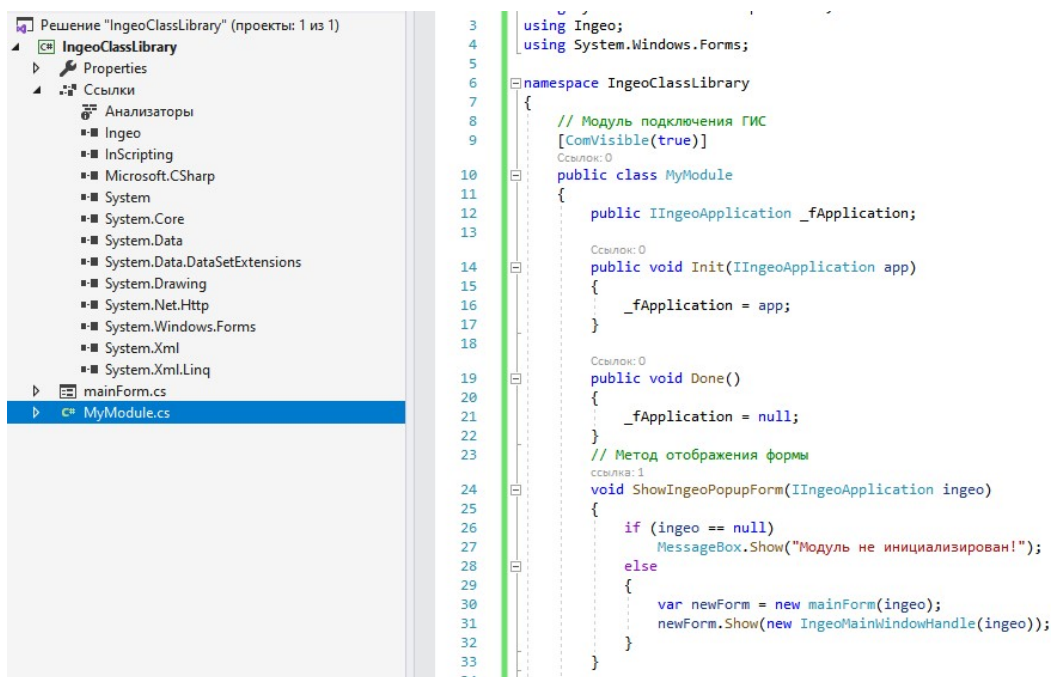 Решение "IngeoClassLibrary" (проекты: 1 из 1)
IngeoClassLibrary
Properties
Ссылки
Анализаторы
Ingeo
InScripting
Microsoft.CSharp
System
System.Core
System.Data
System.Data.DataSetExtensions
System.Drawing
System.Net.Http
System.Windows.Forms
System.Xml
System.Xml.Linq
mainForm.cs
C# MyModule.cs
3 using Ingeo;
4 using System.Windows.Forms;
5
6 namespace IngeoClassLibrary
7 {
8 // Модуль подключения ГИС
9 [ComVisible(true)]
Ссылок: 0
10 public class MyModule
11 {
12 public IIngeoApplication _fApplication;
13
Ссылок: 0
14 public void Init(IIngeoApplication app)
15 {
16 _fApplication = app;
17 }
18
Ссылок: 0
19 public void Done()
20 {
21 _fApplication = null;
22 }
23 // Метод отображения формы
ссылка: 1
24 void ShowIngeoPopupForm(IIngeoApplication ingeo)
25 {
26 if (ingeo == null)
27 MessageBox.Show("Модуль не инициализирован!");
28 else
29 {
30 var newForm = new mainForm(ingeo);
31 newForm.Show(new IngeoMainWindowHandle(ingeo));
32 }
33 }